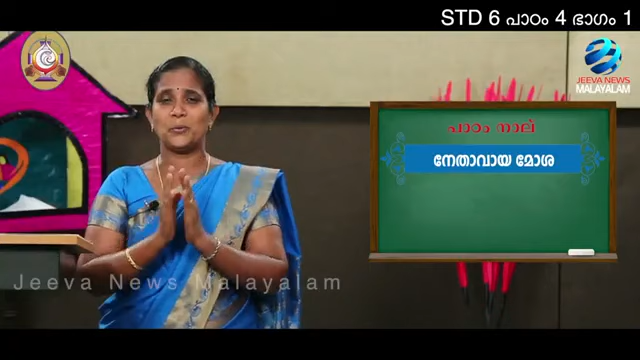 STD 6 പാഠം 4 ഭാഗം 1
JEEVA NEWS
MALAYALAM
പാഠം നാല്
നേതാവായ മോശ
Jeeva News Malayalam